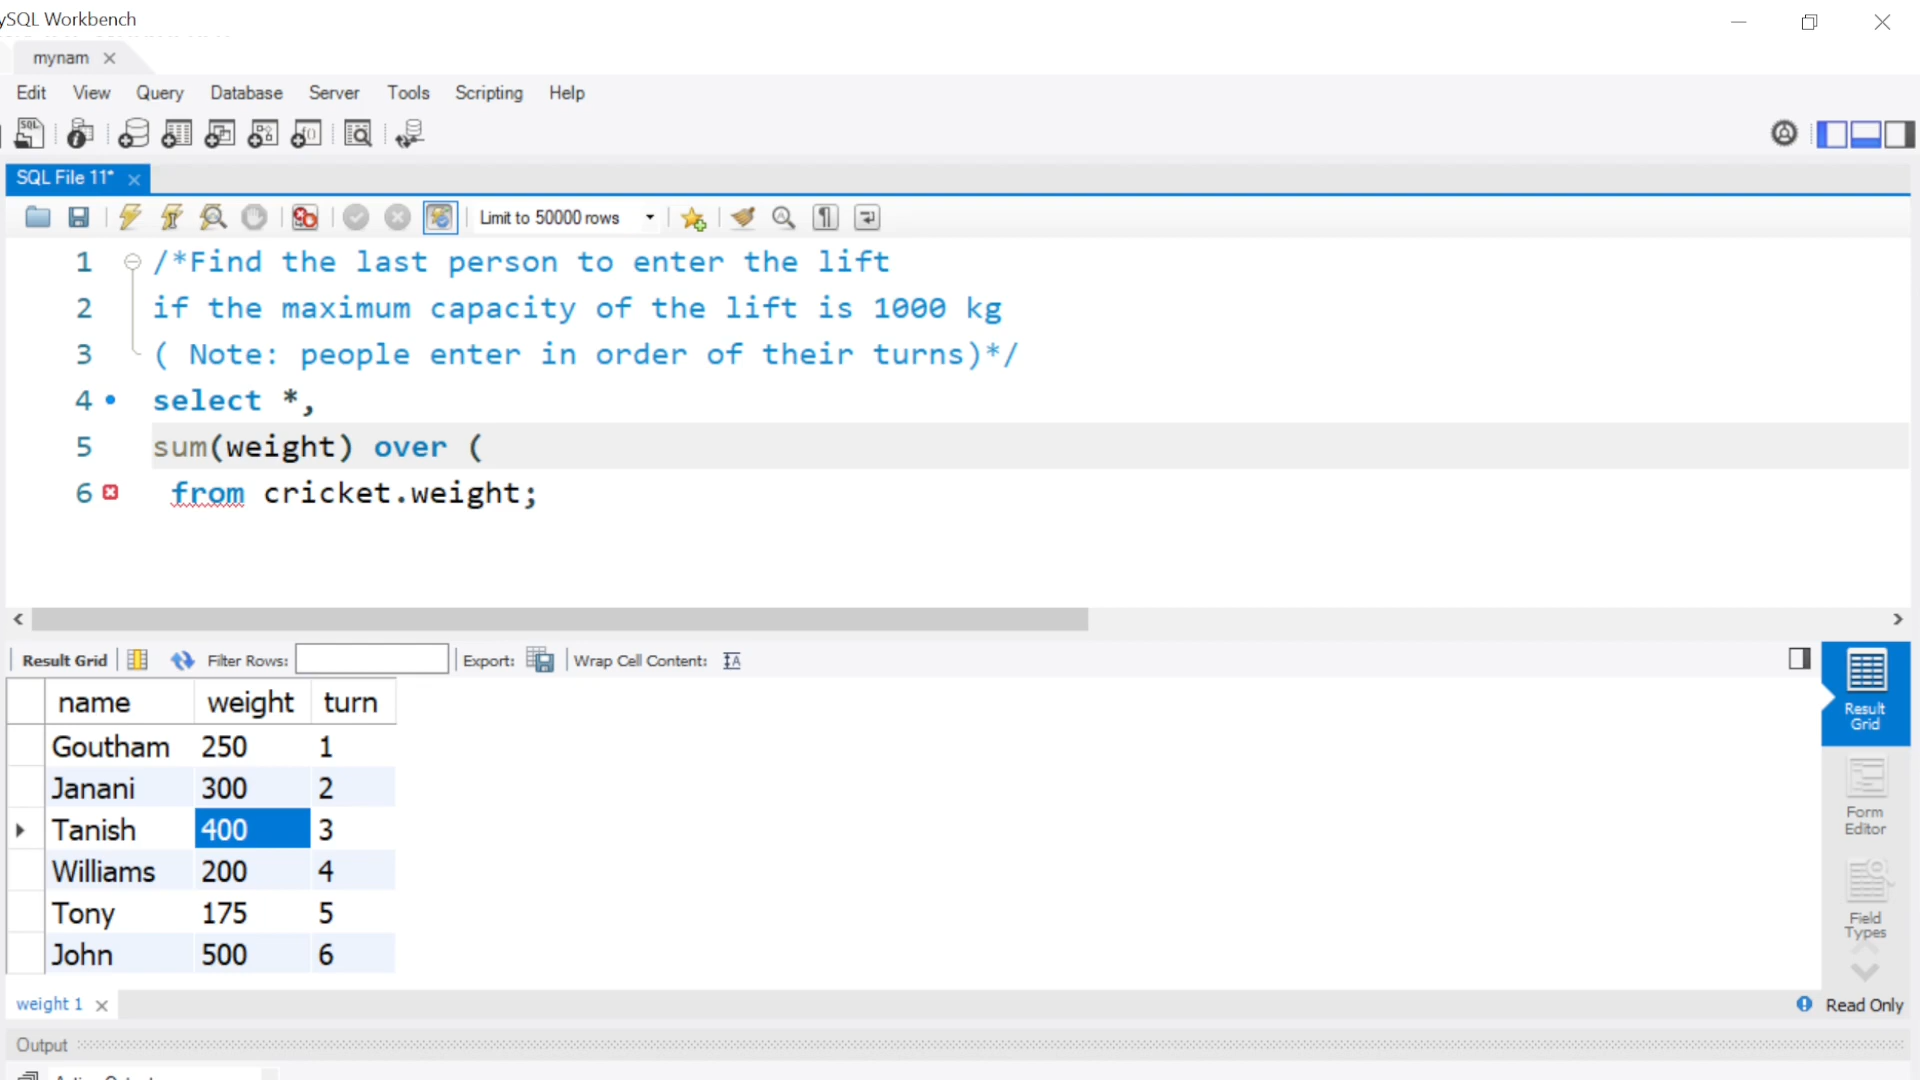 ySQL Workbench
mynam
Edit View Query Database Server Tools Scripting Help
SQL File 11*
Limit to 50000 rows
1 /*Find the last person to enter the lift
2 if the maximum capacity of the lift is 1000 kg
3 ( Note: people enter in order of their turns)*/
4 select *,
5 sum(weight) over (
6 from cricket.weight;
Result Grid Filter Rows: Export: Wrap Cell Content:
name weight turn
Goutham 250 1
Janani 300 2
Tanish 400 3
Williams 200 4
Tony 175 5
John 500 6
Result
Grid
Form
Editor
Field
Types
weight 1
Read Only
Output